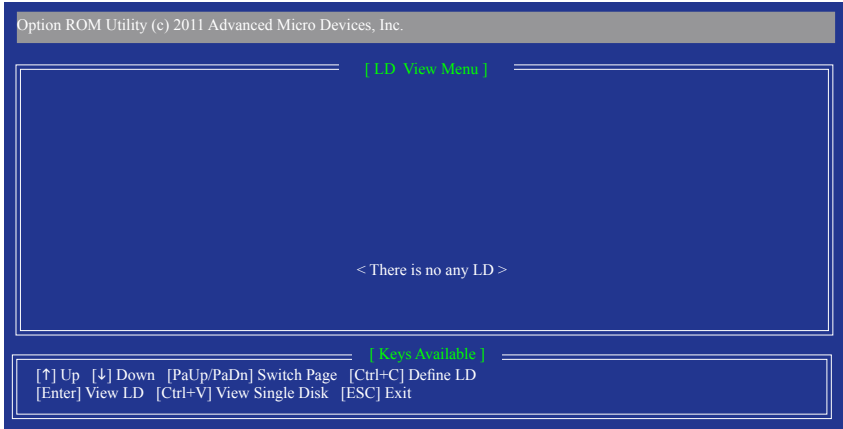 Option ROM Utility (c) 2011 Advanced Micro Devices, Inc.
[ LD View Menu ]
< There is no any LD >
[ Keys Available ]
[↑] Up [↓] Down [PaUp/PaDn] Switch Page [Ctrl+C] Define LD
[Enter] View LD [Ctrl+V] View Single Disk [ESC] Exit